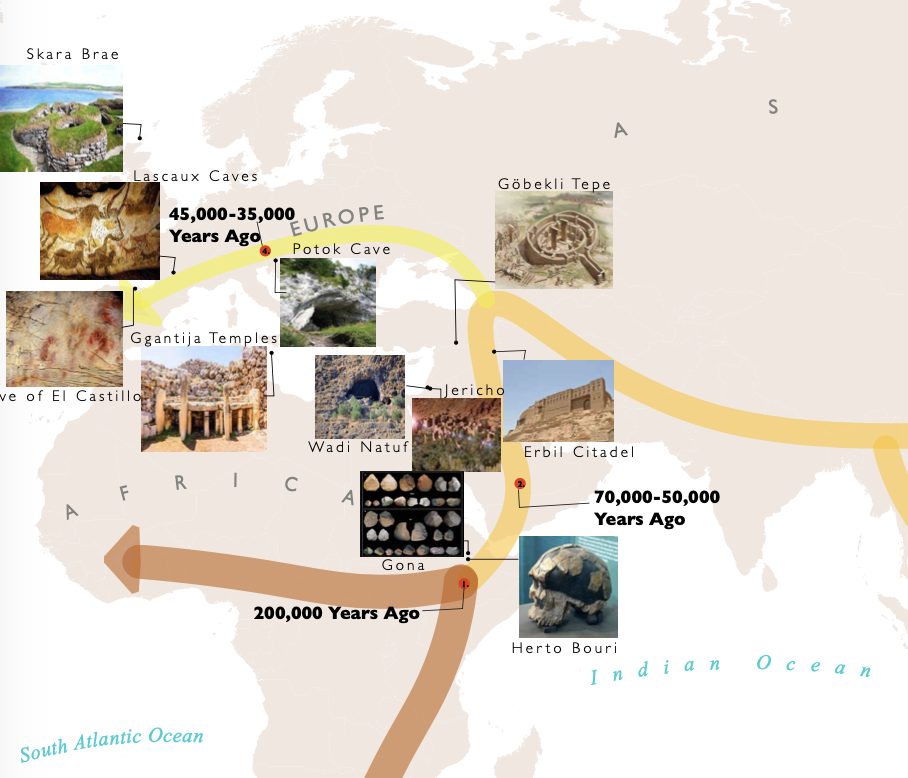 Skara Brae
A S
Lascaux Caves
Göbekli Tepe
45,000-35,000
Years Ago
EUROPE
4.
Potok Cave
Ggantija Temples
ve of El Castillo
Jericho
Wadi Natuf
Erbil Citadel
AFRICA
2.
70,000-50,000
Years Ago
Gona
1.
200,000 Years Ago
Herto Bouri
Indian Ocean
South Atlantic Ocean